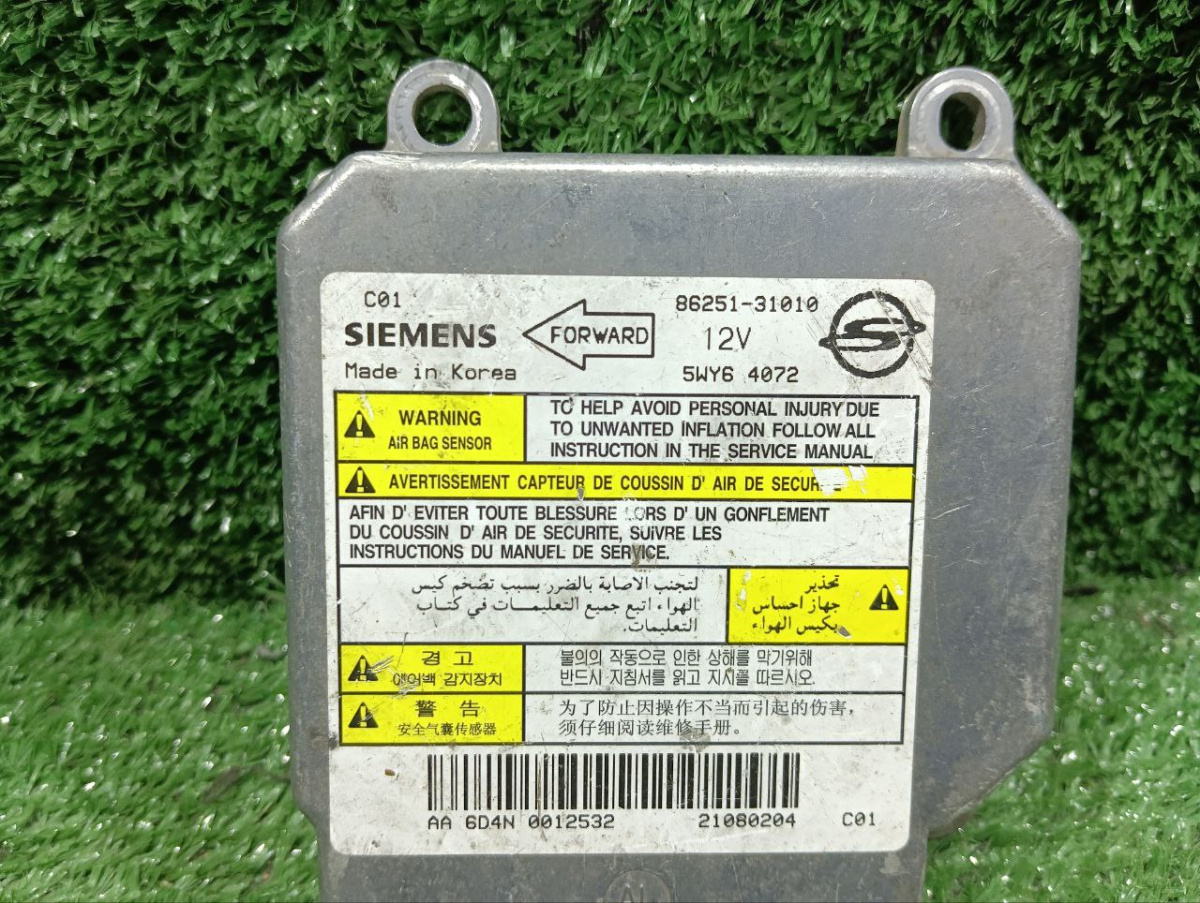 C01
86251-31010
SIEMENS
FORWARD
12V
Made in Korea
5WY6 4072
WARNING
AiR BAG SENSOR
TO HELP AVOID PERSONAL INJURY DUE
TO UNWANTED INFLATION FOLLOW ALL
INSTRUCTION IN THE SERVICE MANUAL
AVERTISSEMENT CAPTEUR DE COUSSIN D' AIR DE
AFIN D' EVITER TOUTE BLESSURE LORS D' UN GONFLEMENT
DU COUSSIN D' AIR DE SECURITE, SUiVRE LES
INSTRUCTIONS DU MANUEL DE SERVICE.
تحذير
جهاز احساس
بكيس الهواء
لتجنب الاصابة بالضرر بسبب تضخم كيس
الهواء اتبع جميع التعليمات في كتاب
التعليمات.
경 고
에어백 감지장치
불의의 작동으로 인한 상해를 막기위해
반드시 지침서를 읽고 지시를 따르시오.
警 告
安全气囊传感器
为了防止因操作不当而引起的伤害，
须仔细阅读维修手册。
AA 6D4N 0012532
21080204
C01